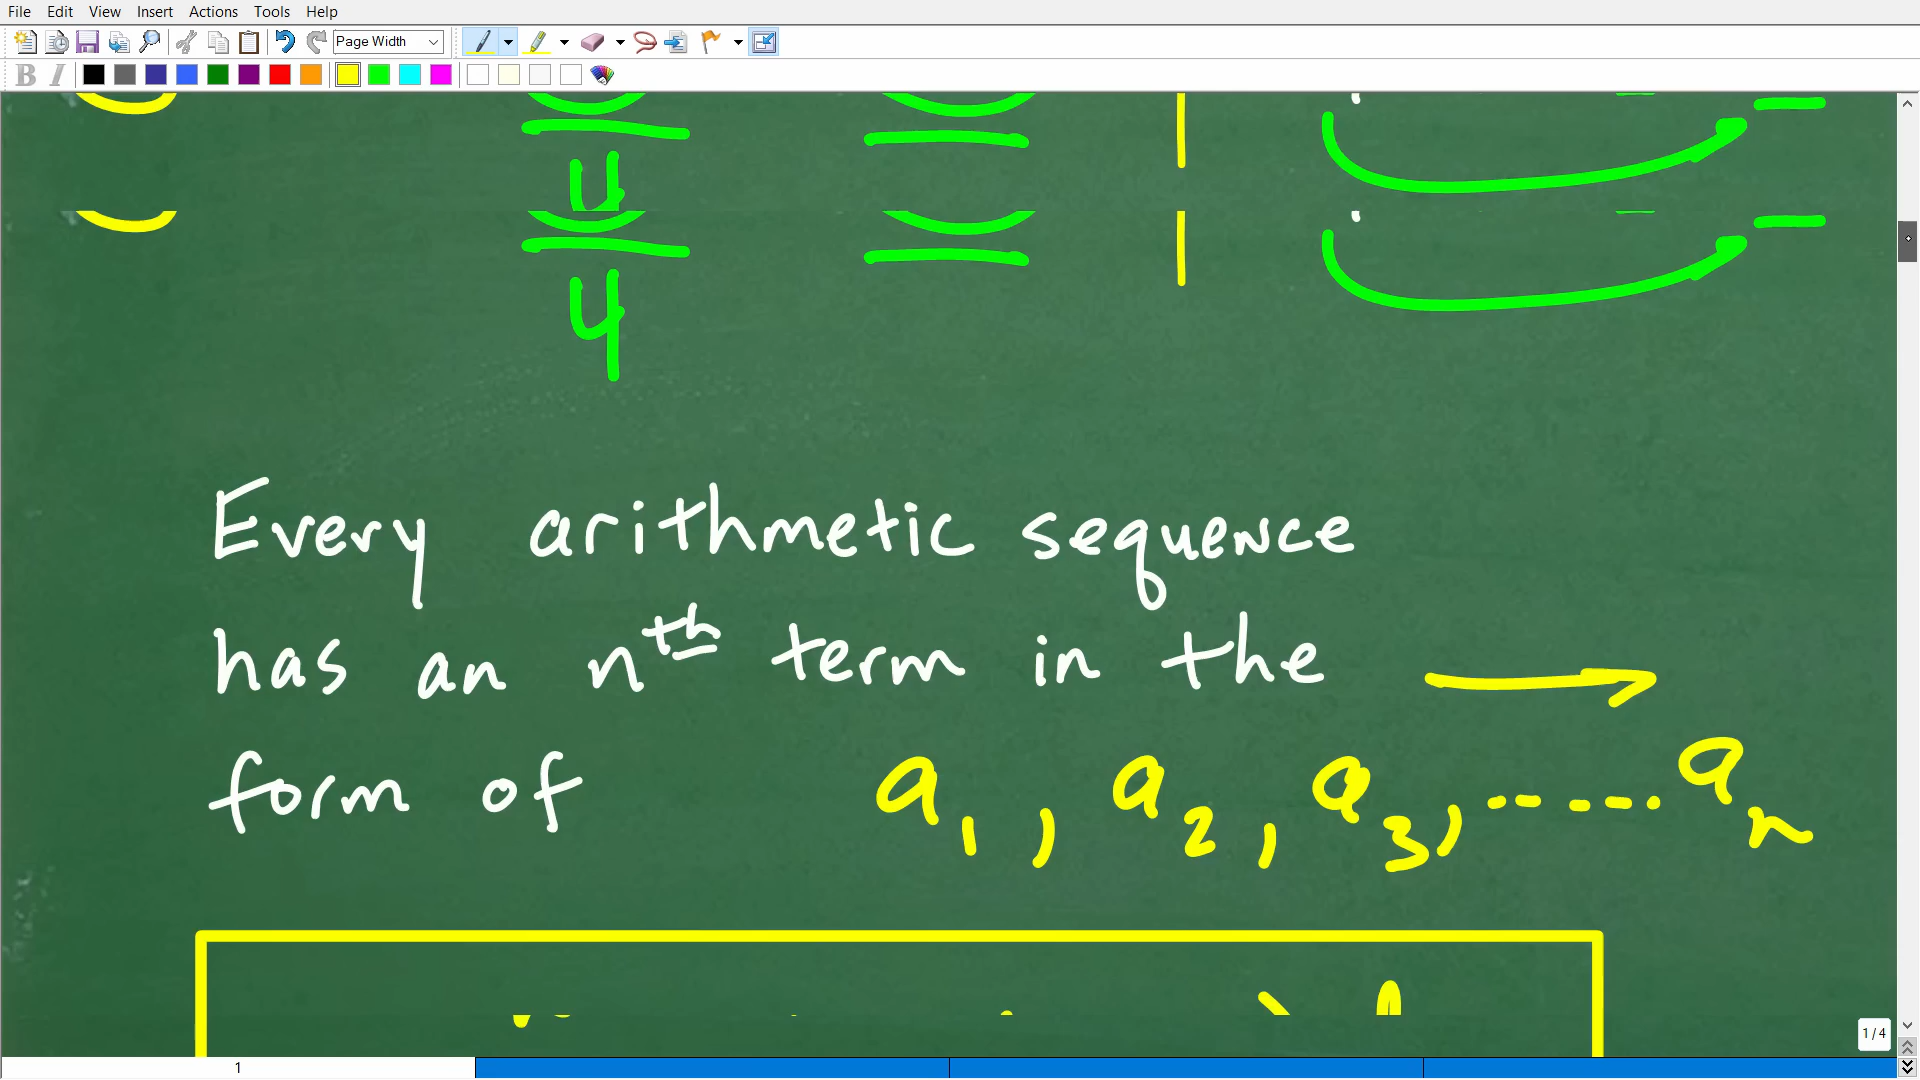 File Edit View Insert Actions Tools Help
Page Width
B I
4
Every arithmetic sequence
has an nth term in the
form of a1, a2, a3, ...... an
1 / 4
1